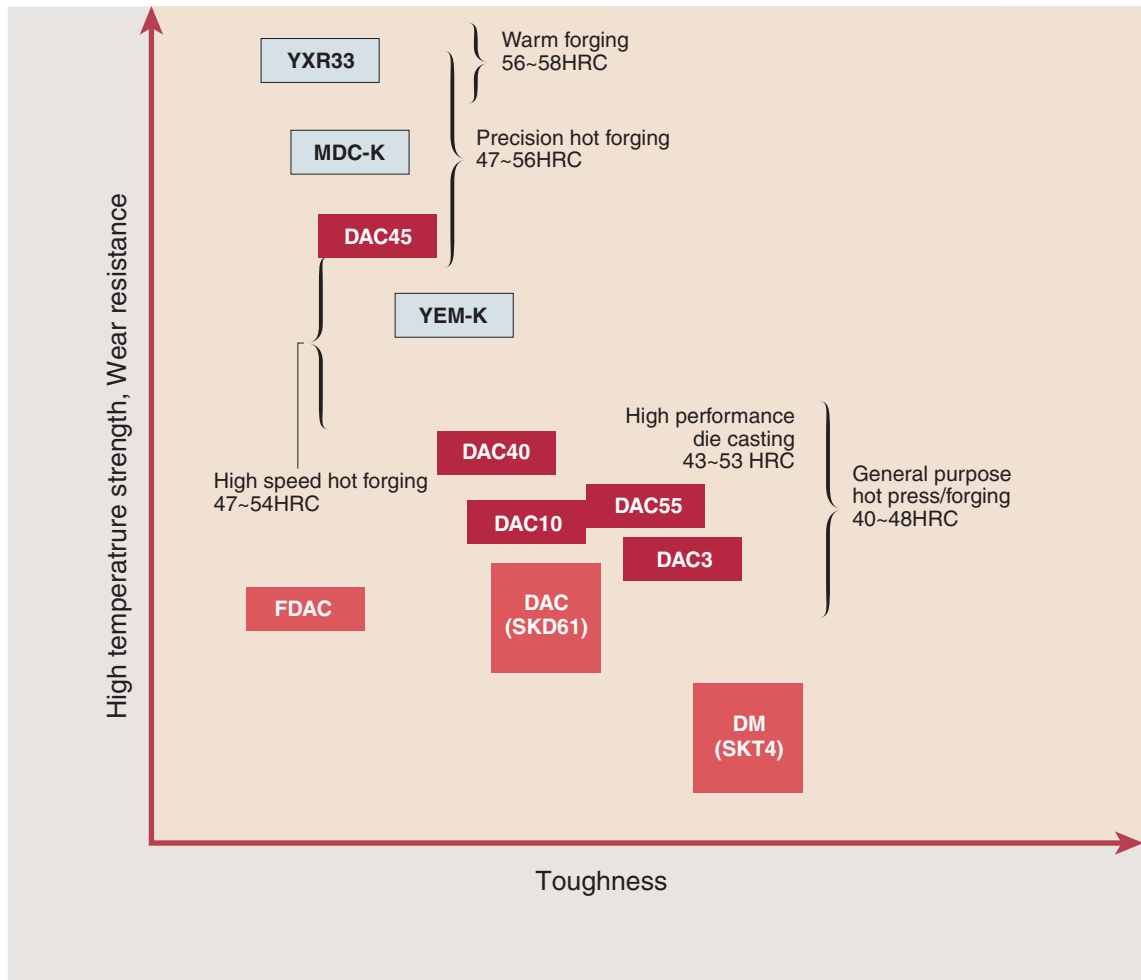 YXR33
Warm forging
56~58HRC
MDC-K
Precision hot forging
47~56HRC
DAC45
YEM-K
High temperatrure strength, Wear resistance
High performance
die casting
43~53 HRC
DAC40
General purpose
hot press/forging
40~48HRC
High speed hot forging
47~54HRC
DAC55
DAC10
DAC3
FDAC
DAC
(SKD61)
DM
(SKT4)
Toughness